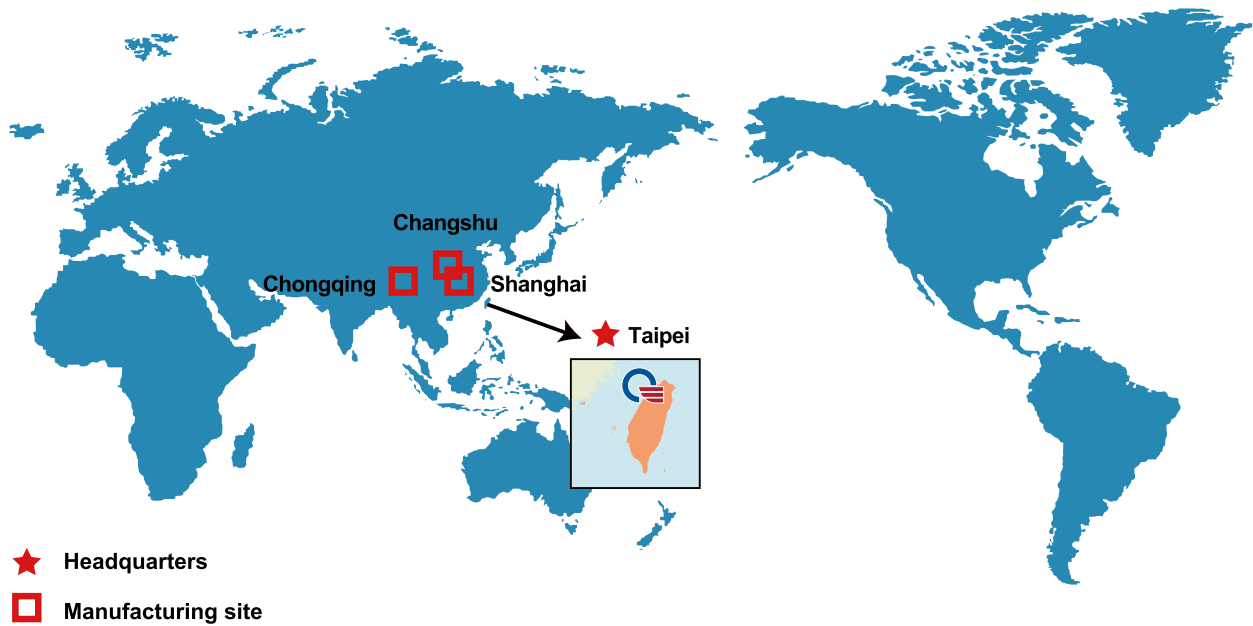 Changshu
Chongqing
Shanghai
Taipei
Headquarters
Manufacturing site